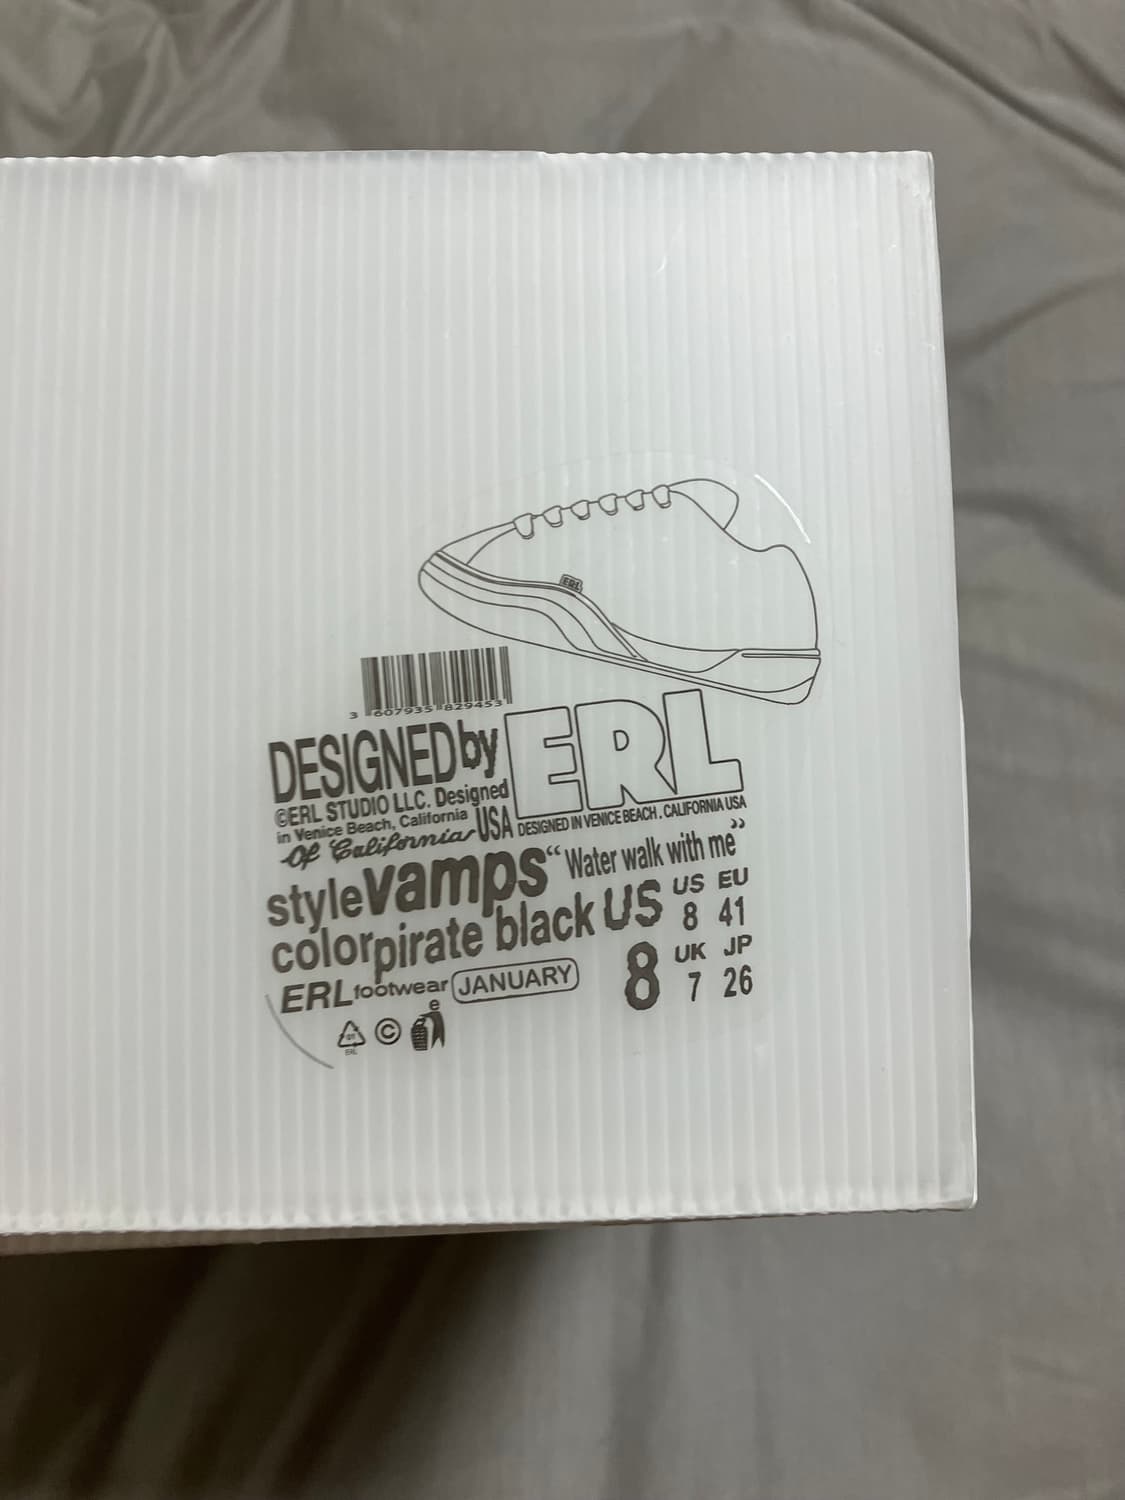 ERL
3 607935 829453
DESIGNED by ERL
©ERL STUDIO LLC. Designed
in Venice Beach, California
Of California USA
DESIGNED IN VENICE BEACH, CALIFORNIA USA
style vamps “Water walk with me”
color pirate black US 8
US 8 EU 41
UK 7 JP 26
ERL footwear JANUARY
©
e
ERL